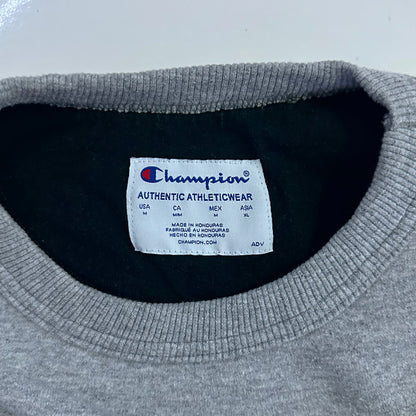 Champion®
AUTHENTIC ATHLETICWEAR
USA CA MEX ASIA
M M/M M XL
MADE IN HONDURAS
FABRIQUÉ AU HONDURAS
HECHO EN HONDURAS
CHAMPION.COM
ADV